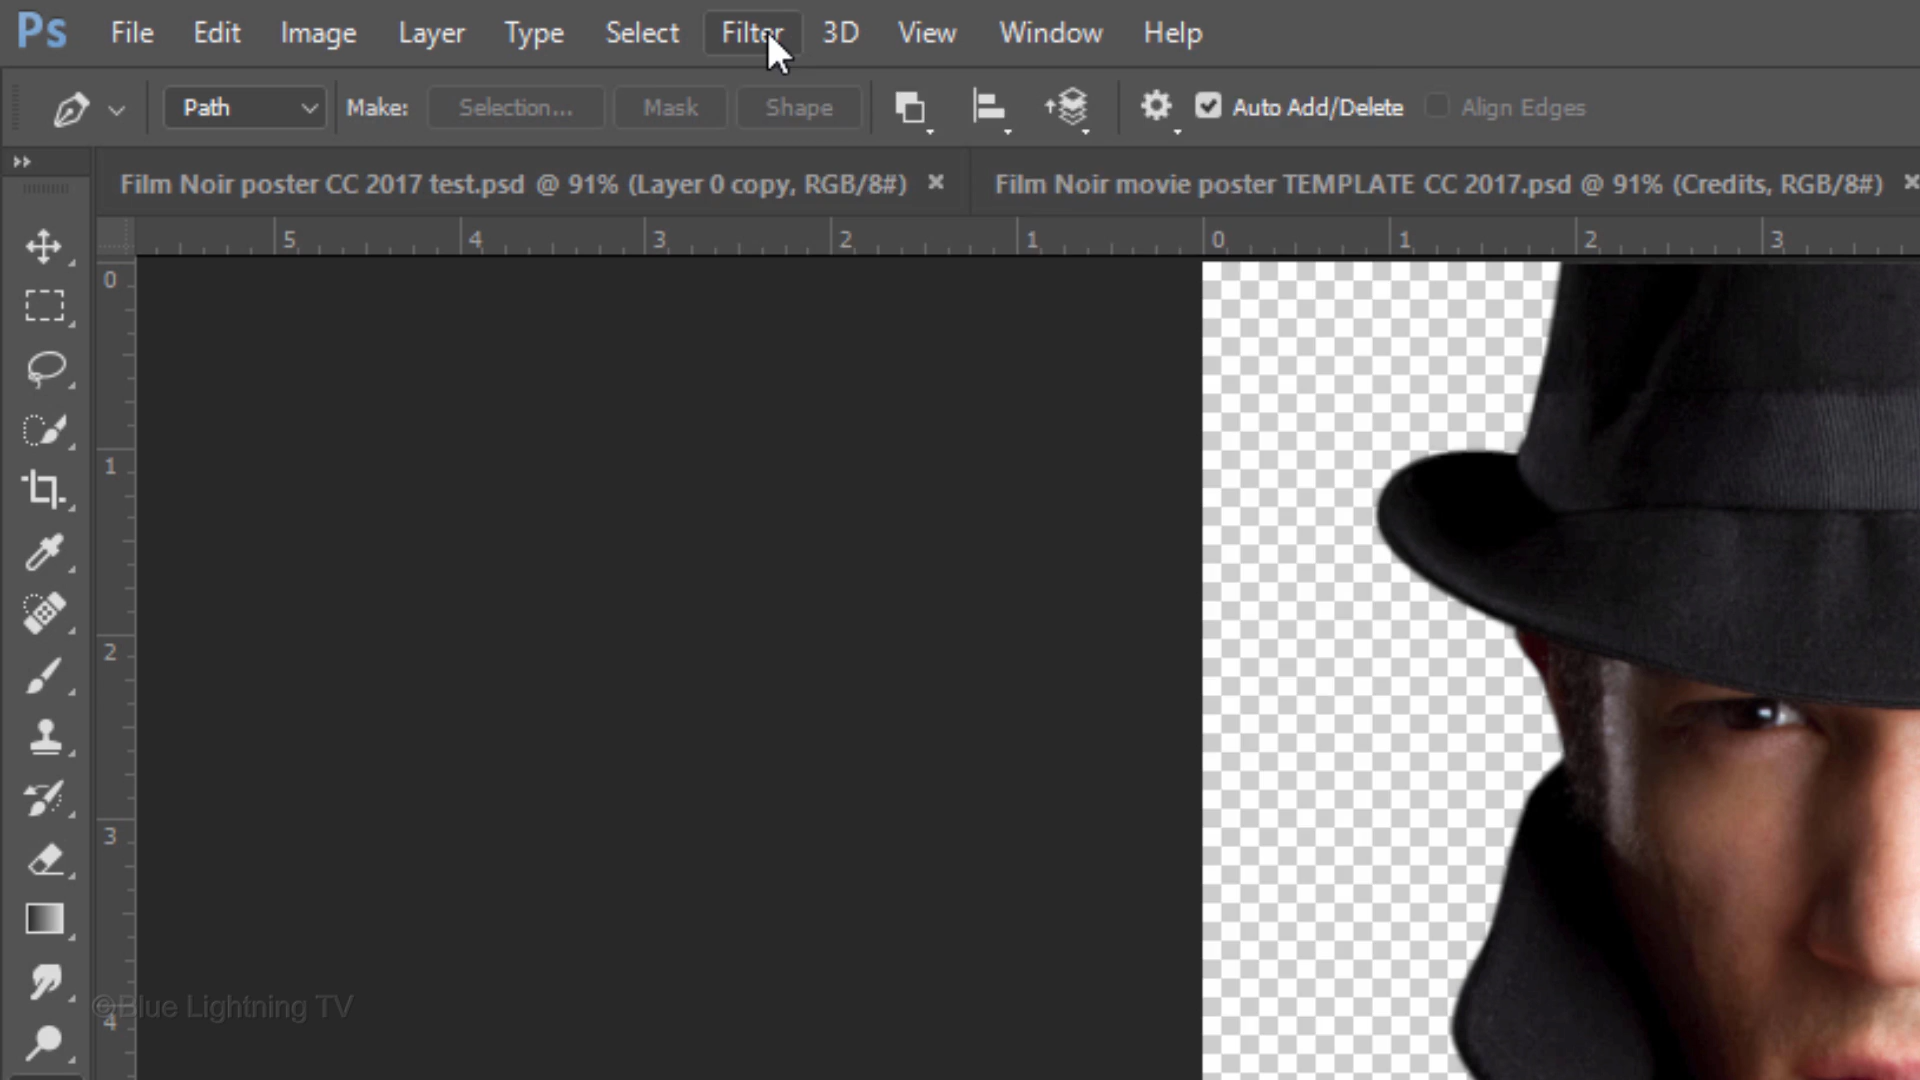 Ps File Edit Image Layer Type Select Filter 3D View Window Help
Path Make: Selection... Mask Shape Auto Add/Delete Align Edges
Film Noir poster CC 2017 test.psd @ 91% (Layer 0 copy, RGB/8#) × Film Noir movie poster TEMPLATE CC 2017.psd @ 91% (Credits, RGB/8#) ×
5 4 3 2 1 0 1 2 3
0
1
2
3
4
©Blue Lightning TV